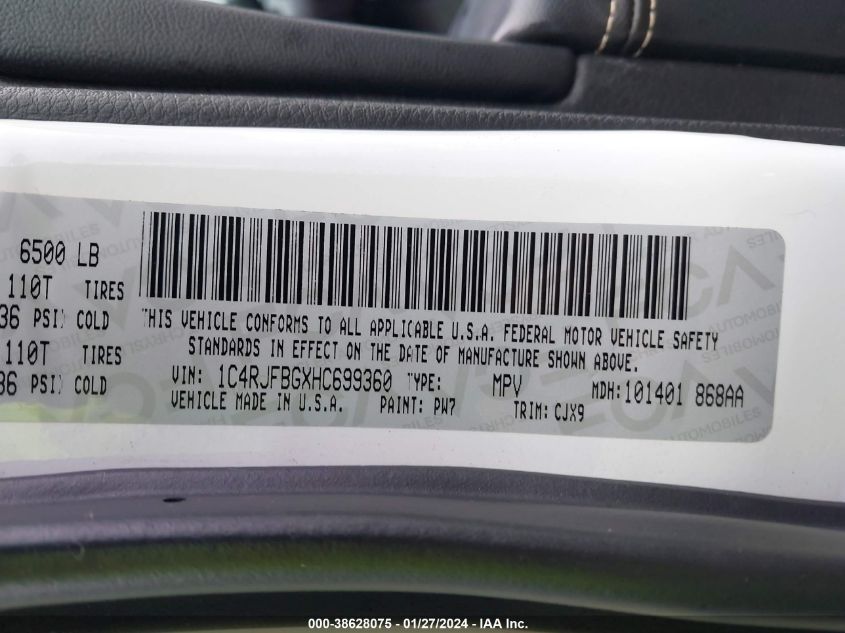 6500 LB
110T TIRES
36 PSI) COLD
110T TIRES
36 PSI) COLD
THIS VEHICLE CONFORMS TO ALL APPLICABLE U.S.A. FEDERAL MOTOR VEHICLE SAFETY
STANDARDS IN EFFECT ON THE DATE OF MANUFACTURE SHOWN ABOVE.
VIN: 1C4RJFBGXHC699360 TYPE: MPV MDH:101401 868AA
VEHICLE MADE IN U.S.A. PAINT: PW7 TRIM: CJX9
000-38628075 — 01/27/2024 — IAA Inc.